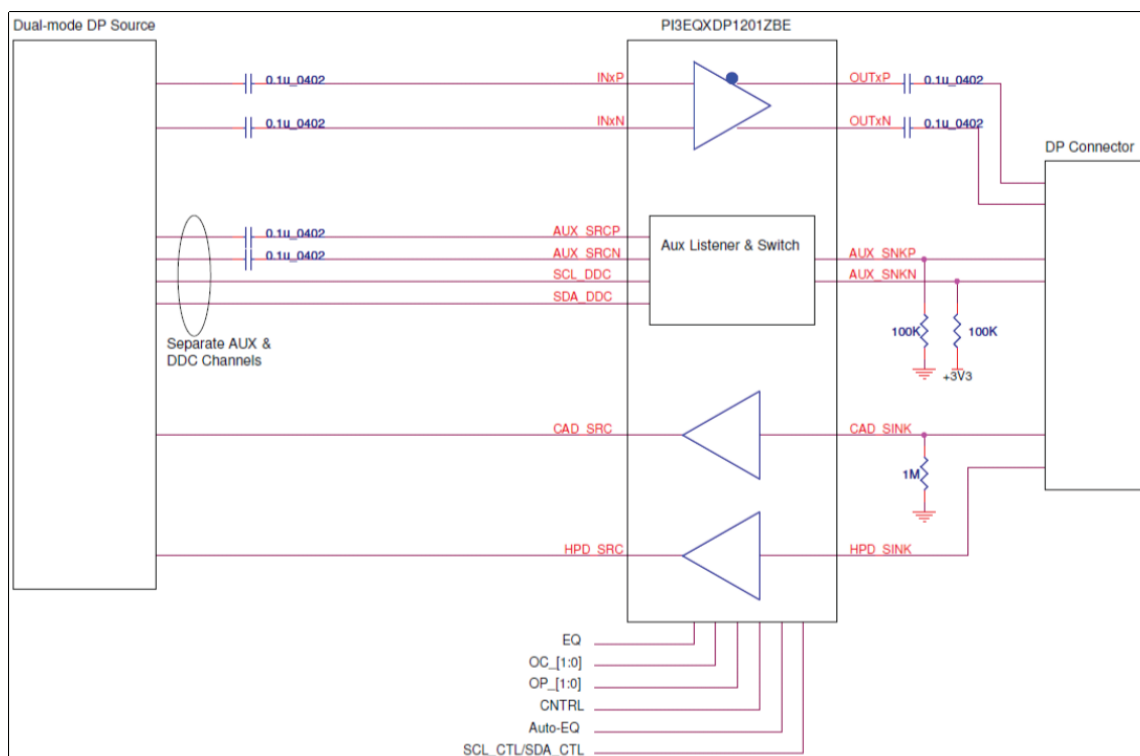 Dual-mode DP Source
PI3EQXDP1201ZBE
0.1u_0402
INxP
OUTxP
0.1u_0402
0.1u_0402
INxN
OUTxN
0.1u_0402
DP Connector
0.1u_0402
AUX_SRCP
Aux Listener & Switch
0.1u_0402
AUX_SRCN
AUX_SNKP
SCL_DDC
AUX_SNKN
SDA_DDC
Separate AUX &
DDC Channels
100K
100K
+3V3
CAD_SRC
CAD_SINK
1M
HPD_SRC
HPD_SINK
EQ
OC_[1:0]
OP_[1:0]
CNTRL
Auto-EQ
SCL_CTL/SDA_CTL